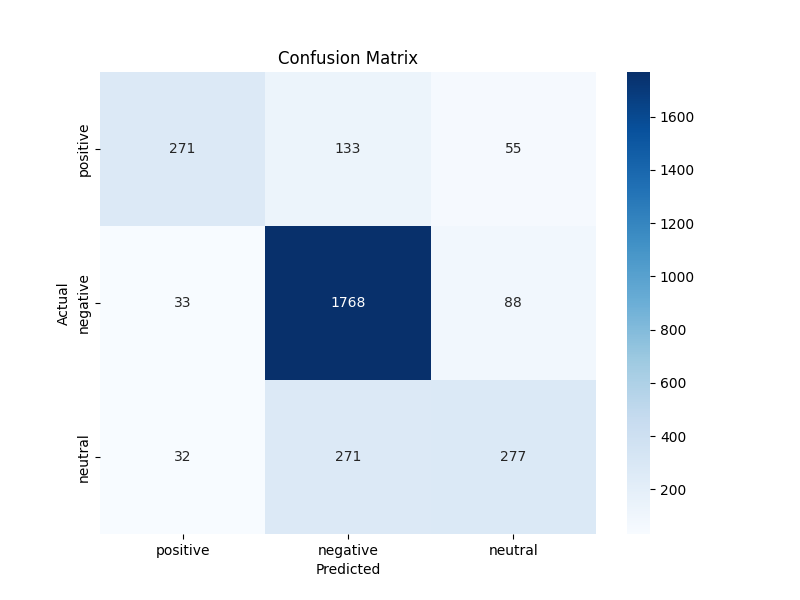 Confusion Matrix
positive
271
133
55
negative
33
1768
88
neutral
32
271
277
Actual
positive
negative
neutral
Predicted
1600
1400
1200
1000
800
600
400
200